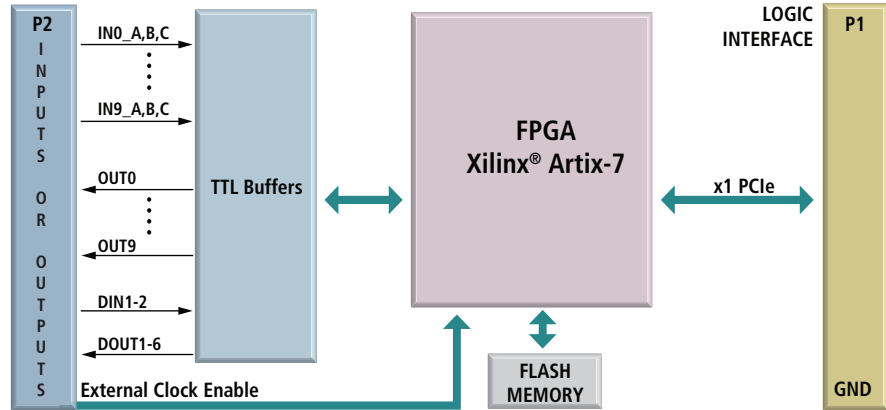 P2
INPUTS OR OUTPUTS
IN0_A,B,C
IN9_A,B,C
OUT0
OUT9
DIN1-2
DOUT1-6
External Clock Enable
TTL Buffers
FPGA
Xilinx® Artix-7
FLASH
MEMORY
x1 PCIe
LOGIC
INTERFACE
P1
GND